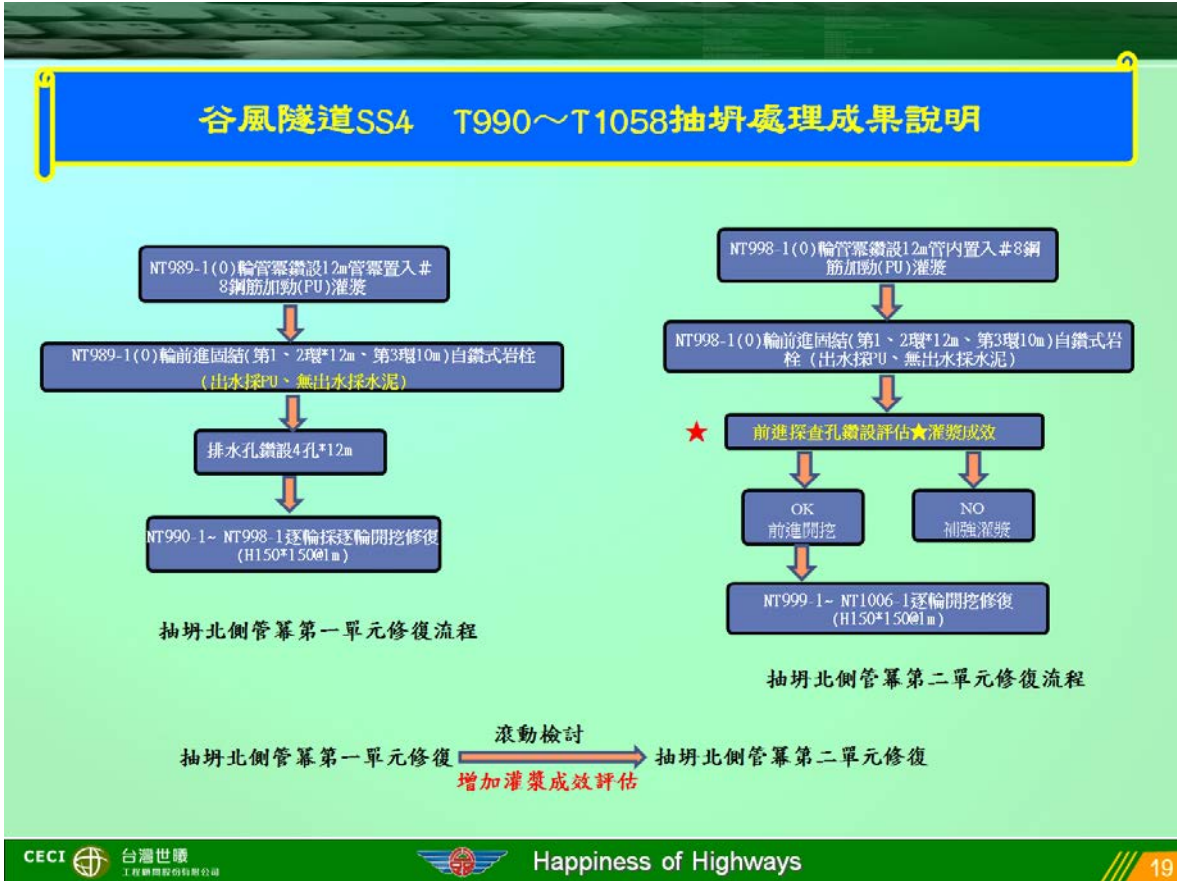 谷風隧道SS4 T990～T1058抽坍處理成果說明
NT989-1(0)輪管冪鑽設12m管冪置入＃
8鋼筋加勁(PU)灌漿
NT989-1(0)輪前進固結(第1、2環*12m、第3環10m)自鑽式岩栓
(出水採PU、無出水採水泥)
排水孔鑽設4孔*12m
NT990-1~ NT998-1逐輪採逐輪開挖修復
(H150*150@1m)
抽坍北側管冪第一單元修復流程
NT998-1(0)輪管冪鑽設12m管內置入＃8鋼
筋加勁(PU)灌漿
NT998-1(0)輪前進固結(第1、2環*12m、第3環10m)自鑽式岩
栓 (出水採PU、無出水採水泥)
★ 前進探查孔鑽設評估★灌漿成效
OK
前進開挖
NO
補強灌漿
NT999-1~ NT1006-1逐輪開挖修復
(H150*150@1m)
抽坍北側管冪第二單元修復流程
滾動檢討
抽坍北側管冪第一單元修復 抽坍北側管冪第二單元修復
增加灌漿成效評估
CECI 台灣世曦
工程顧問股份有限公司
Happiness of Highways
19